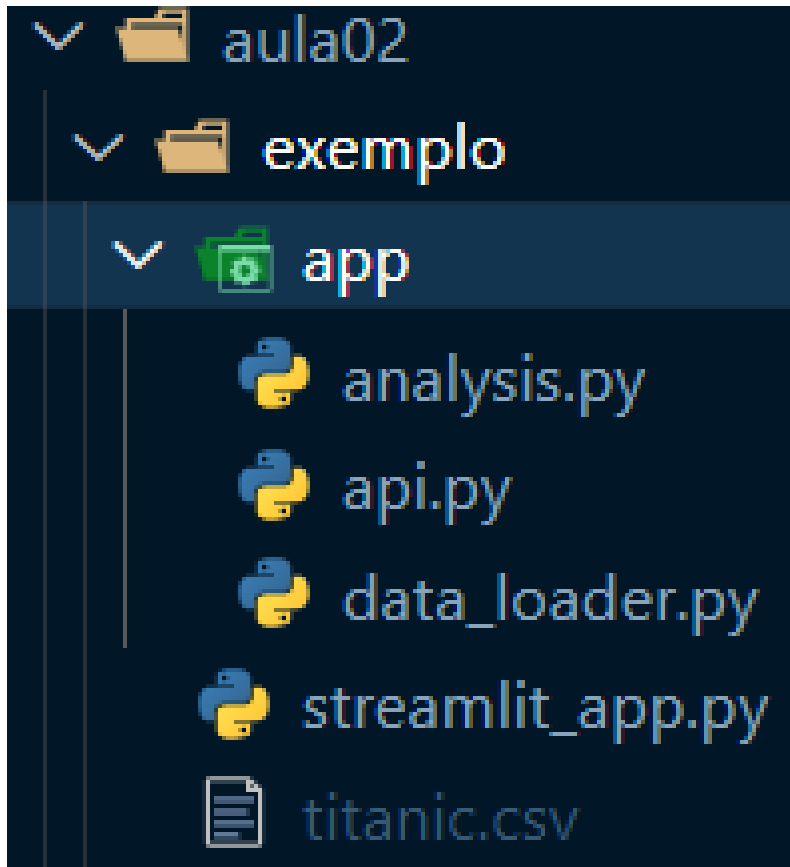 aula02
exemplo
app
analysis.py
api.py
data_loader.py
streamlit_app.py
titanic.csv